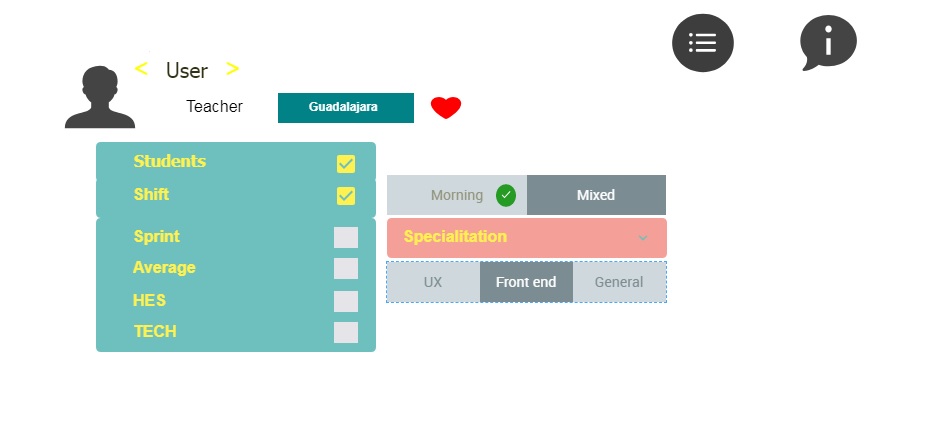 < User >
Teacher
Guadalajara
Students
Shift
Morning
Mixed
Sprint
Specialitation
Average
UX
Front end
General
HES
TECH